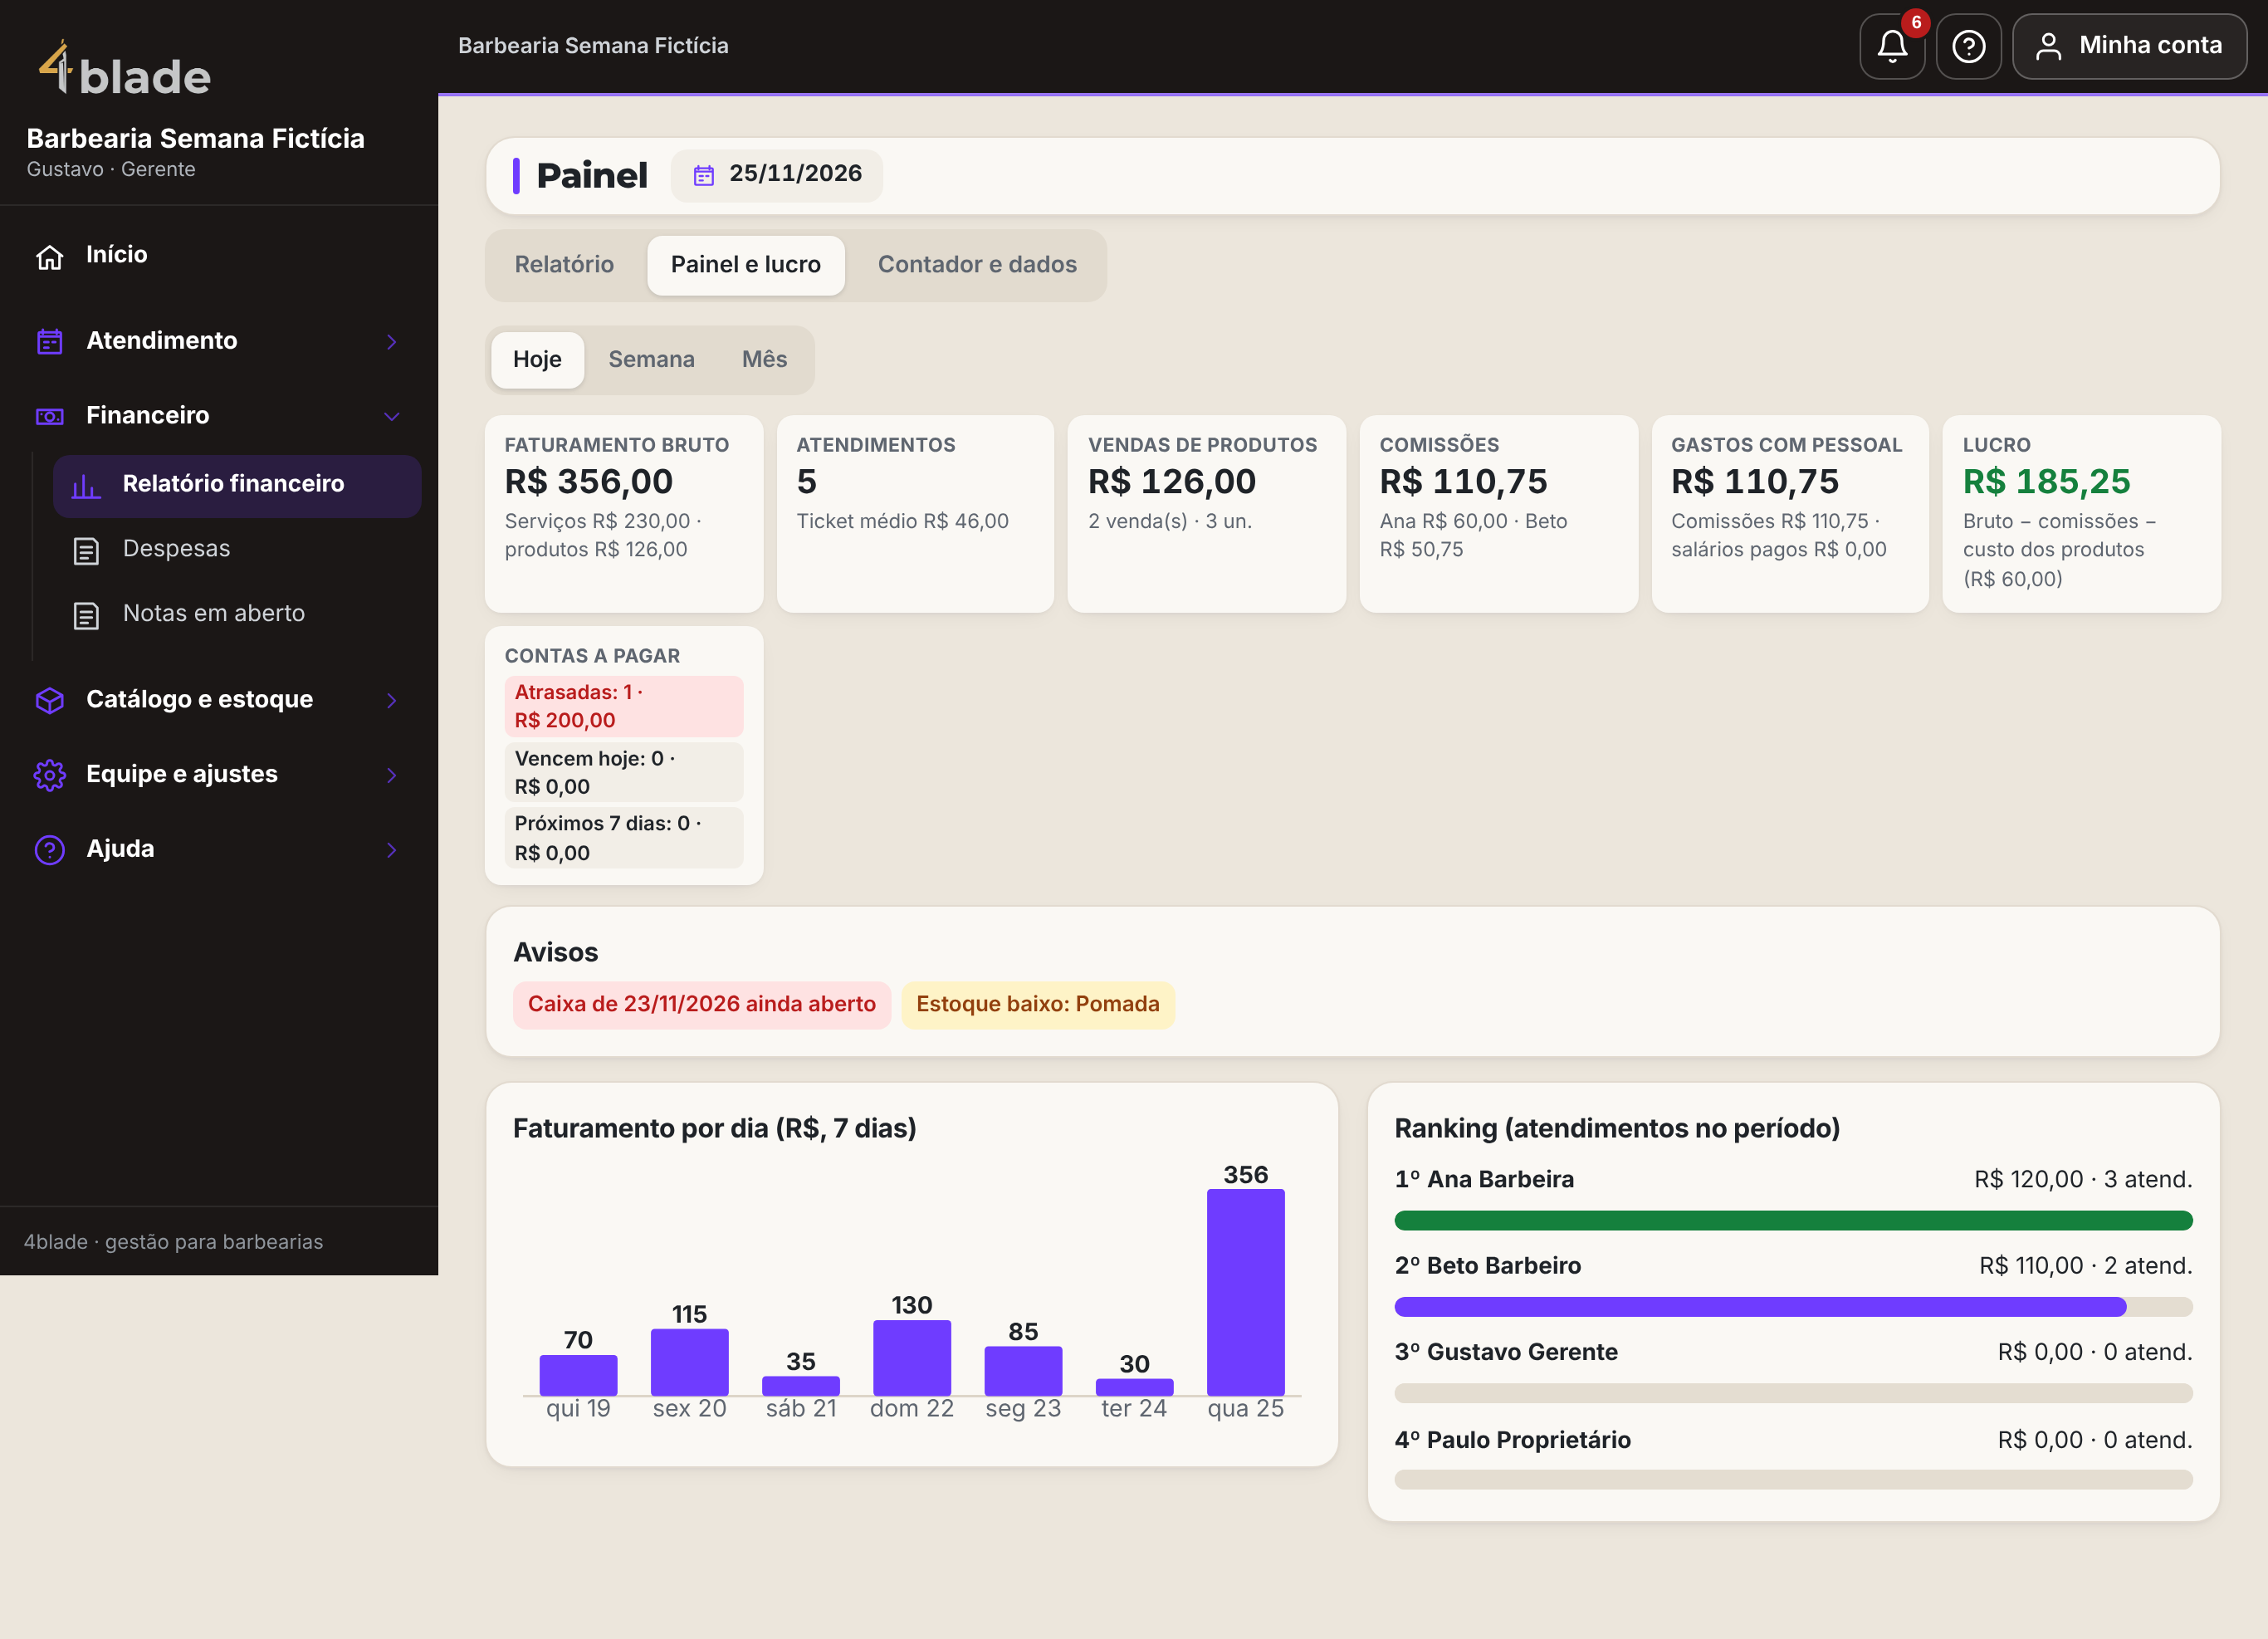 4blade
Barbearia Semana Fictícia
Gustavo · Gerente
Início
Atendimento
Financeiro
Relatório financeiro
Despesas
Notas em aberto
Catálogo e estoque
Equipe e ajustes
Ajuda
4blade · gestão para barbearias
Barbearia Semana Fictícia
6
Minha conta
Painel
25/11/2026
Relatório
Painel e lucro
Contador e dados
Hoje
Semana
Mês
FATURAMENTO BRUTO
R$ 356,00
Serviços R$ 230,00 ·
produtos R$ 126,00
ATENDIMENTOS
5
Ticket médio R$ 46,00
VENDAS DE PRODUTOS
R$ 126,00
2 venda(s) · 3 un.
COMISSÕES
R$ 110,75
Ana R$ 60,00 · Beto
R$ 50,75
GASTOS COM PESSOAL
R$ 110,75
Comissões R$ 110,75 ·
salários pagos R$ 0,00
LUCRO
R$ 185,25
Bruto − comissões −
custo dos produtos
(R$ 60,00)
CONTAS A PAGAR
Atrasadas: 1 ·
R$ 200,00
Vencem hoje: 0 ·
R$ 0,00
Próximos 7 dias: 0 ·
R$ 0,00
Avisos
Caixa de 23/11/2026 ainda aberto
Estoque baixo: Pomada
Faturamento por dia (R$, 7 dias)
70
115
35
130
85
30
356
qui 19
sex 20
sáb 21
dom 22
seg 23
ter 24
qua 25
Ranking (atendimentos no período)
1º Ana Barbeira
R$ 120,00 · 3 atend.
2º Beto Barbeiro
R$ 110,00 · 2 atend.
3º Gustavo Gerente
R$ 0,00 · 0 atend.
4º Paulo Proprietário
R$ 0,00 · 0 atend.